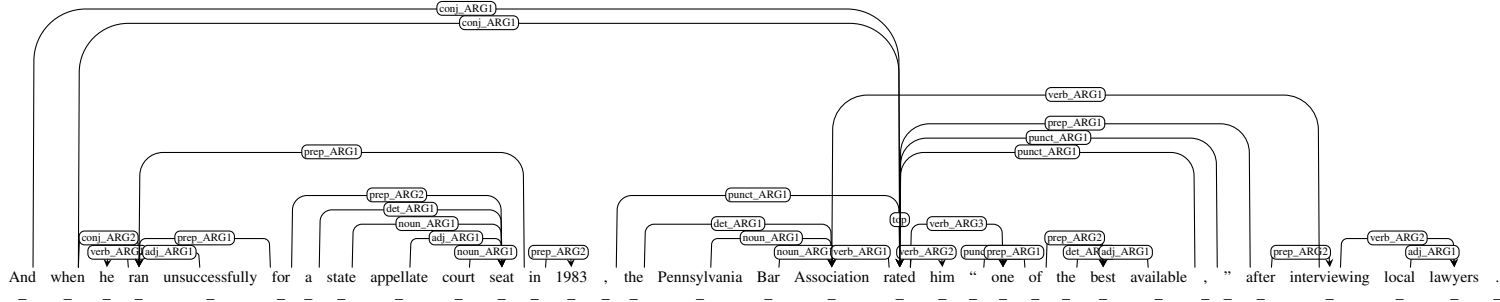 conj_ARG1
conj_ARG1
verb_ARG1
prep_ARG1
punct_ARG1
prep_ARG1
punct_ARG1
prep_ARG2 punct_ARG1
det_ARG1
top
noun_ARG1 det_ARG1 verb_ARG3
conj_ARG2 prep_ARG1 adj_ARG1 noun_ARG1 prep_ARG2 verb_ARG2
adj_ARG1 noun_ARG1 prep_ARG2 verb_ARG1 verb_ARG2 prep_ARG1 adj_ARG1 prep_ARG2 adj_ARG1
And when he ran unsuccessfully for a state appellate court seat in 1983 , the Pennsylvania Bar Association rated him “ one of the best available , ” after interviewing local lawyers .
_ _ _ _ _ _ _ _ _ _ _ _ _ _ _ _ _ _ _ _ _ _ _ _ _ _ _ _ _ _ _ _ _